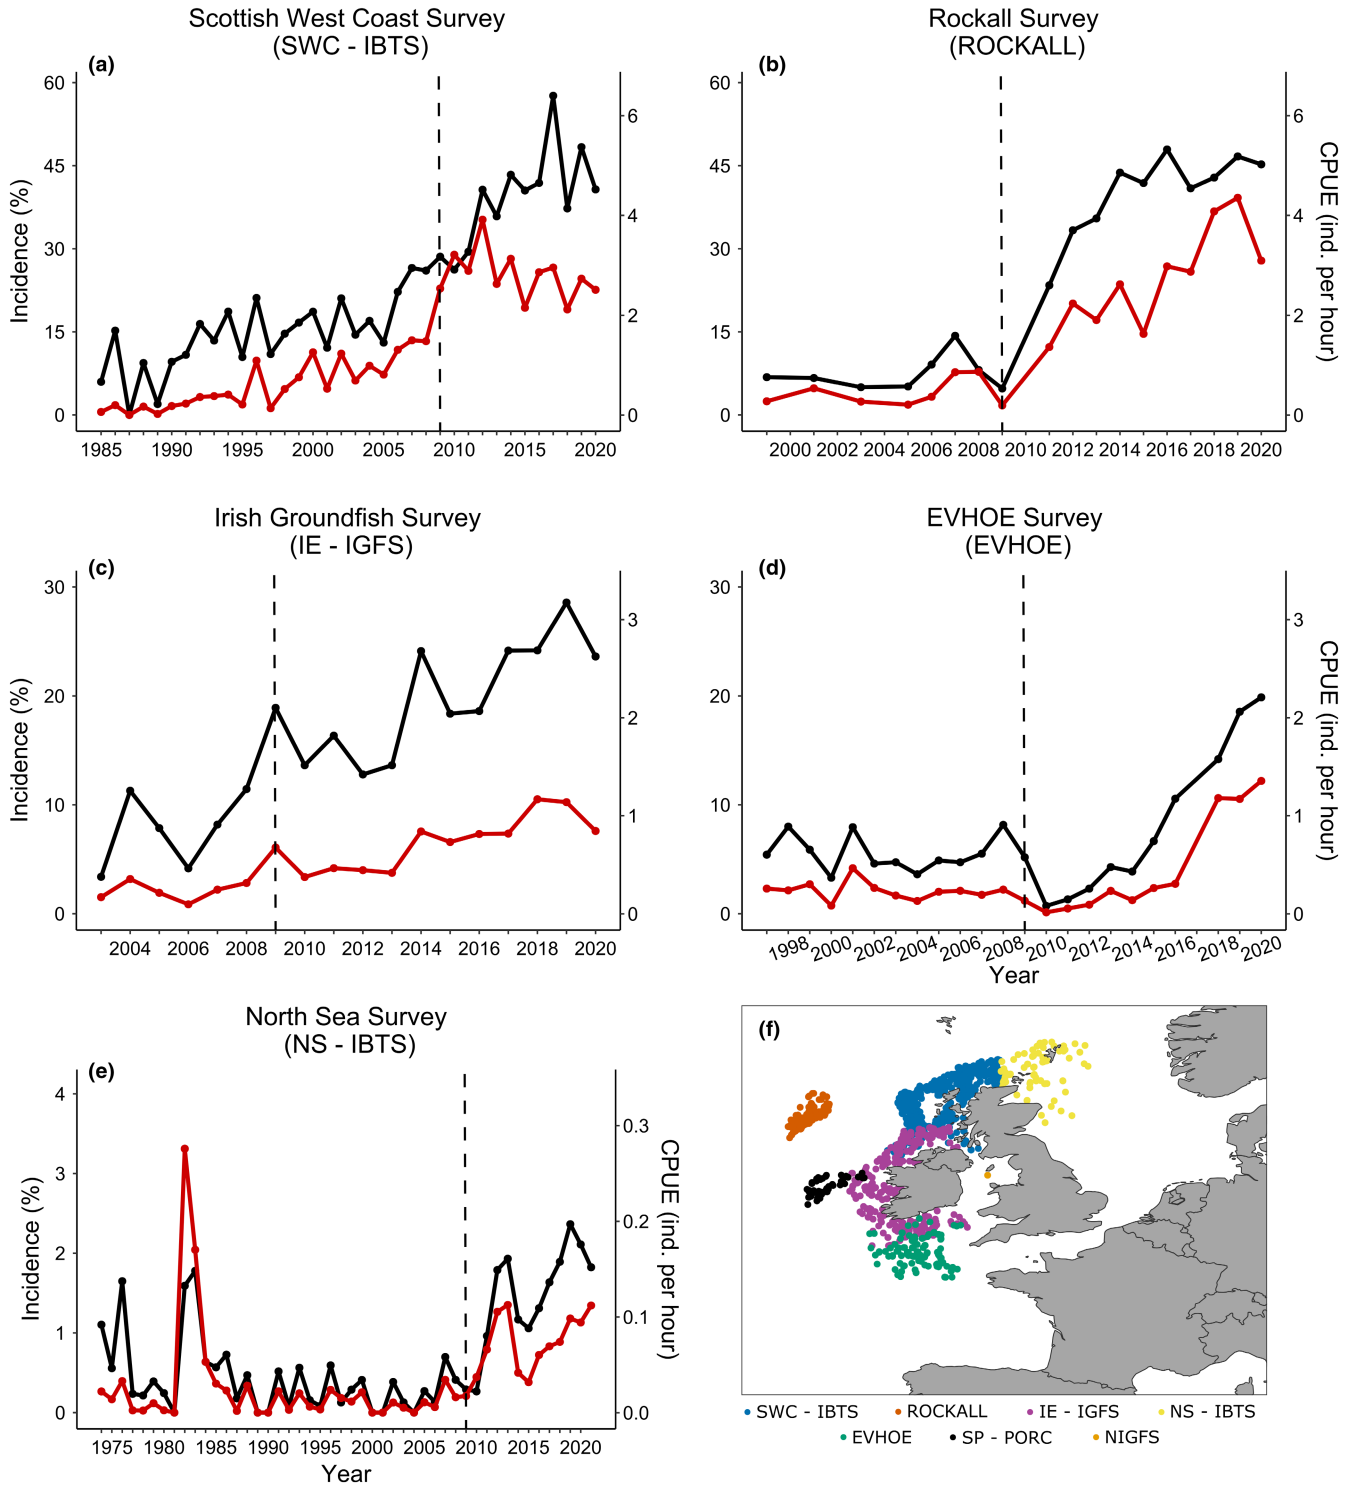 Scottish West Coast Survey
(SWC - IBTS)
(a)
Incidence (%)
60
45
30
15
0
6
4
2
0
1985 1990 1995 2000 2005 2010 2015 2020
Rockall Survey
(ROCKALL)
(b)
60
45
30
15
0
6
4
2
0
CPUE (ind. per hour)
2000 2002 2004 2006 2008 2010 2012 2014 2016 2018 2020
Irish Groundfish Survey
(IE - IGFS)
(c)
Incidence (%)
30
20
10
0
3
2
1
0
2004 2006 2008 2010 2012 2014 2016 2018 2020
EVHOE Survey
(EVHOE)
(d)
30
20
10
0
3
2
1
0
CPUE (ind. per hour)
1998 2000 2002 2004 2006 2008 2010 2012 2014 2016 2018 2020
Year
North Sea Survey
(NS - IBTS)
(e)
Incidence (%)
4
3
2
1
0
0.3
0.2
0.1
0.0
CPUE (ind. per hour)
1975 1980 1985 1990 1995 2000 2005 2010 2015 2020
Year
(f)
SWC - IBTS ROCKALL IE - IGFS NS - IBTS
EVHOE SP - PORC NIGFS